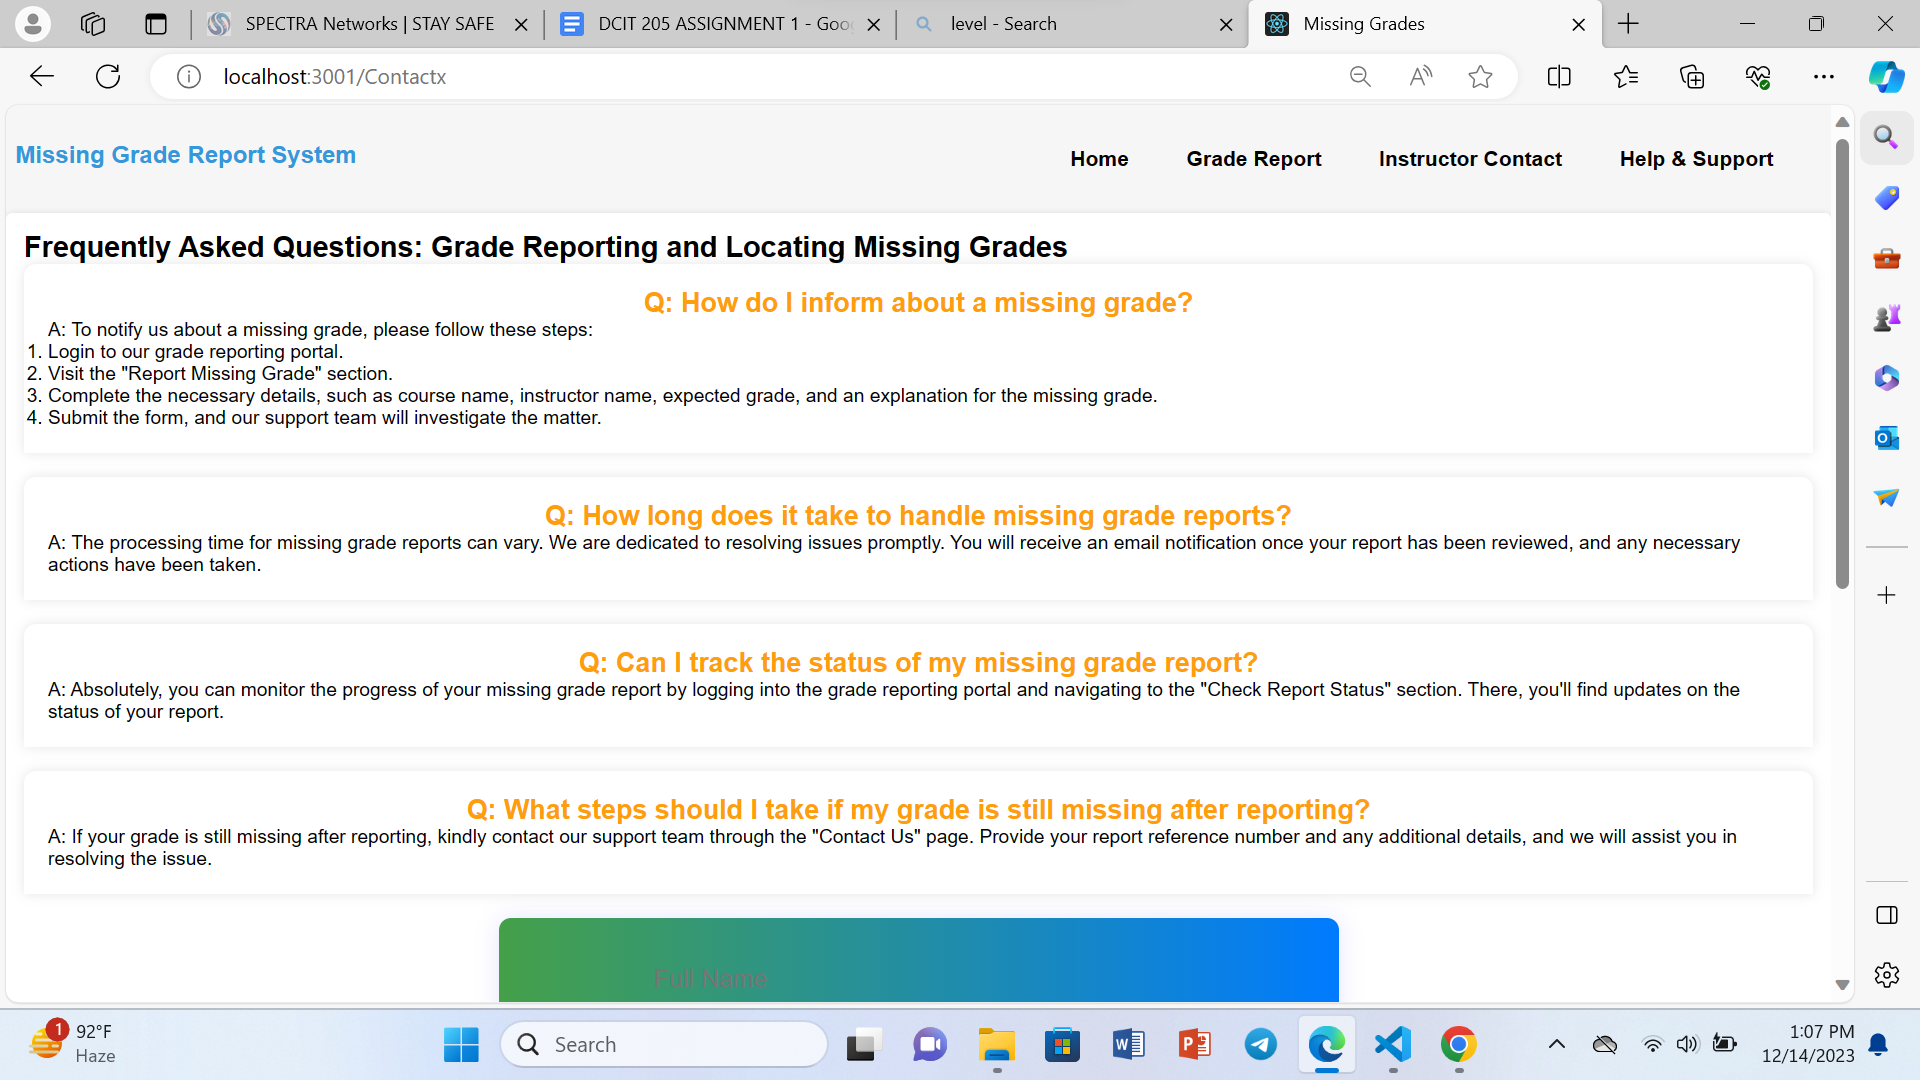 SPECTRA Networks | STAY SAFE
DCIT 205 ASSIGNMENT 1 - Goo
level - Search
Missing Grades
localhost:3001/Contactx
Missing Grade Report System
Home
Grade Report
Instructor Contact
Help & Support
Frequently Asked Questions: Grade Reporting and Locating Missing Grades
Q: How do I inform about a missing grade?
A: To notify us about a missing grade, please follow these steps:
1. Login to our grade reporting portal.
2. Visit the "Report Missing Grade" section.
3. Complete the necessary details, such as course name, instructor name, expected grade, and an explanation for the missing grade.
4. Submit the form, and our support team will investigate the matter.
Q: How long does it take to handle missing grade reports?
A: The processing time for missing grade reports can vary. We are dedicated to resolving issues promptly. You will receive an email notification once your report has been reviewed, and any necessary
actions have been taken.
Q: Can I track the status of my missing grade report?
A: Absolutely, you can monitor the progress of your missing grade report by logging into the grade reporting portal and navigating to the "Check Report Status" section. There, you'll find updates on the
status of your report.
Q: What steps should I take if my grade is still missing after reporting?
A: If your grade is still missing after reporting, kindly contact our support team through the "Contact Us" page. Provide your report reference number and any additional details, and we will assist you in
resolving the issue.
Full Name
1
92°F
Haze
Search
1:07 PM
12/14/2023